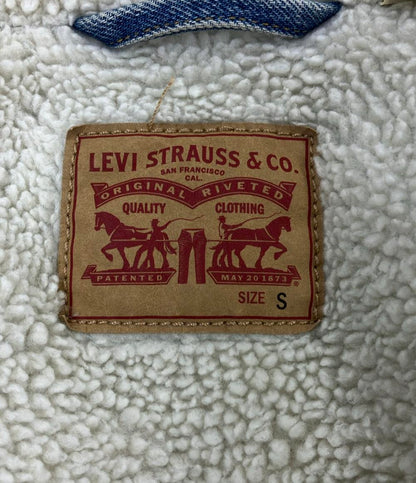 LEVI STRAUSS & CO.
SAN FRANCISCO
CAL.
ORIGINAL RIVETED
QUALITY CLOTHING
PATENTED MAY 20 1873
SIZE S